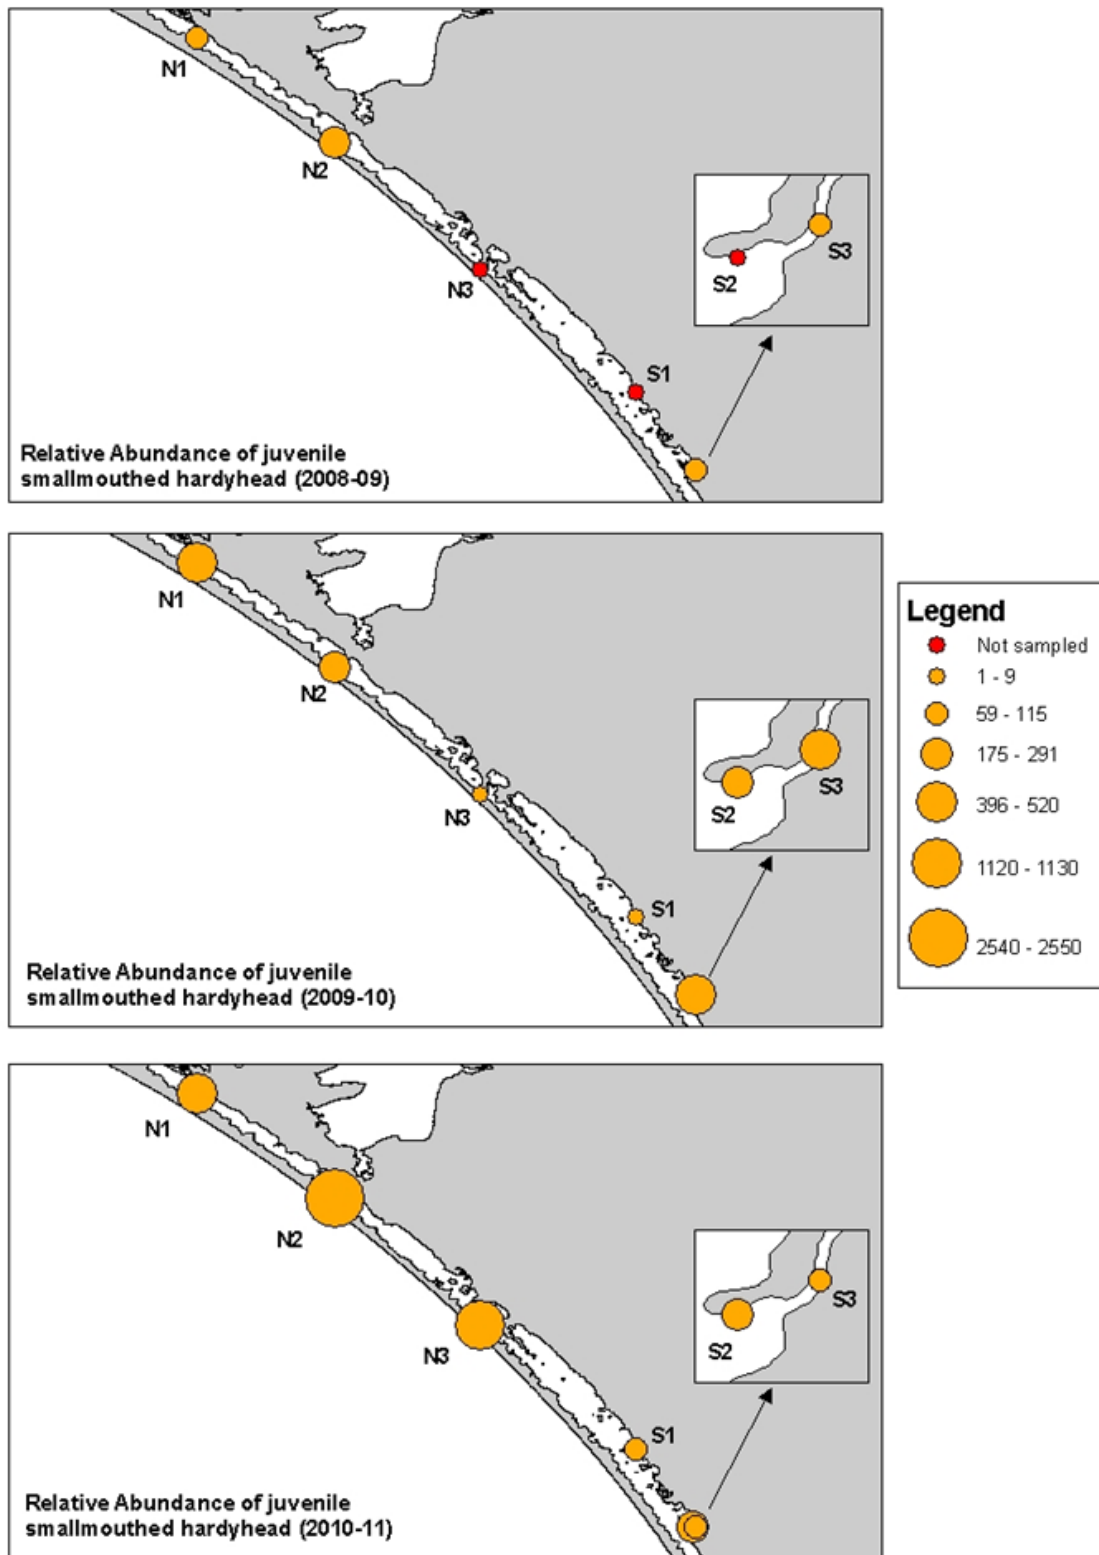 N1
N2
N3
S1
S2
S3
Relative Abundance of juvenile
smallmouthed hardyhead (2008-09)
N1
N2
N3
S1
S2
S3
Relative Abundance of juvenile
smallmouthed hardyhead (2009-10)
Legend
Not sampled
1 - 9
59 - 115
175 - 291
396 - 520
1120 - 1130
2540 - 2550
N1
N2
N3
S1
S2
S3
Relative Abundance of juvenile
smallmouthed hardyhead (2010-11)